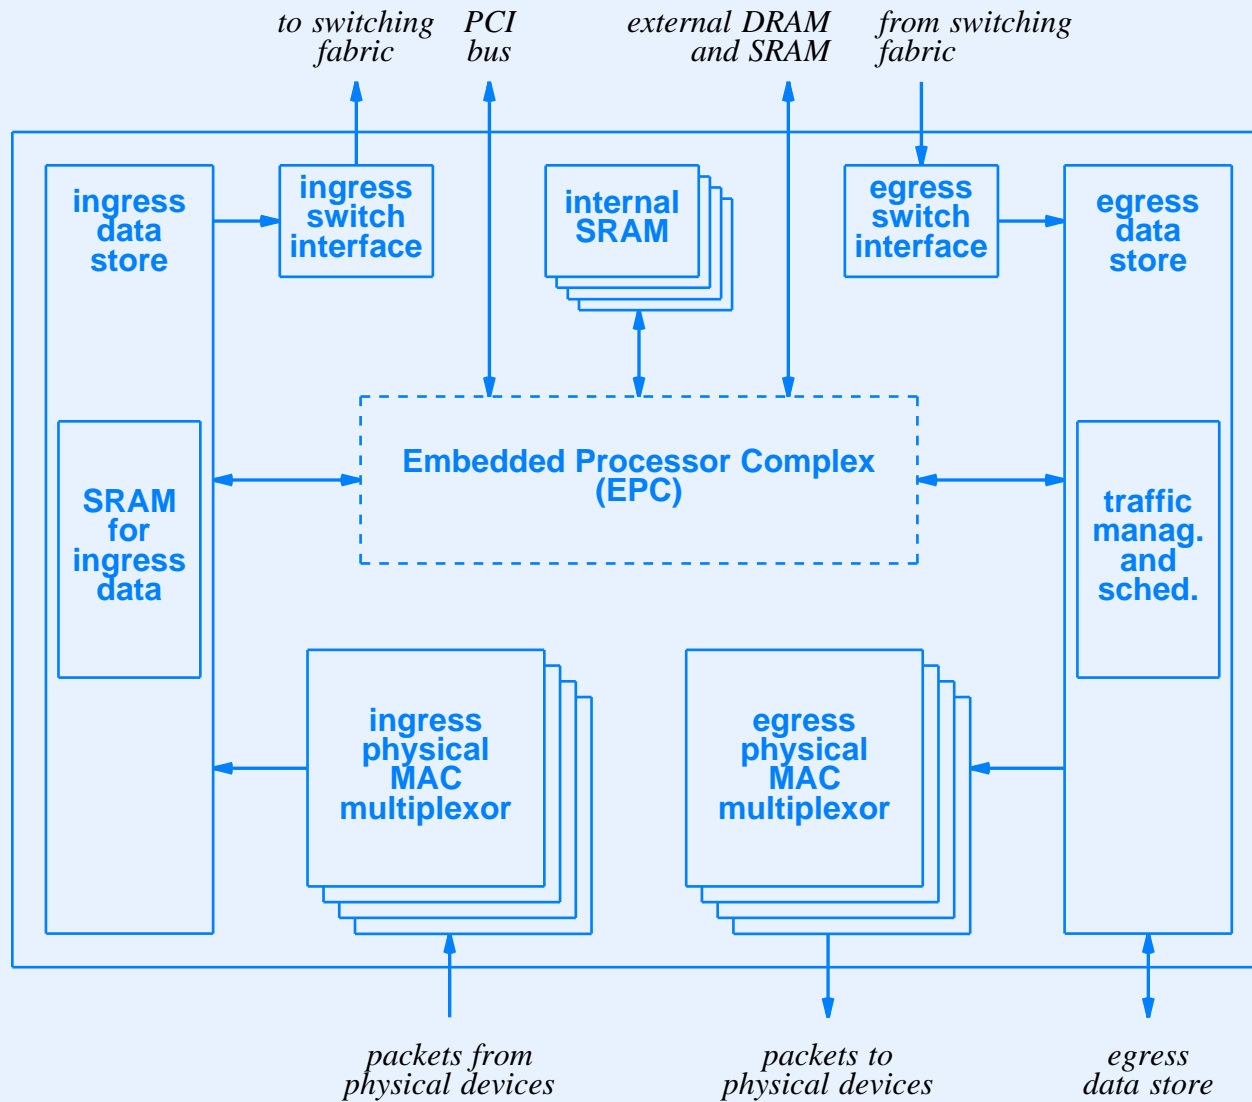 to switching
fabric
PCI
bus
external DRAM
and SRAM
from switching
fabric
ingress
data
store
ingress
switch
interface
internal
SRAM
egress
switch
interface
egress
data
store
Embedded Processor Complex
(EPC)
SRAM
for
ingress
data
traffic
manag.
and
sched.
ingress
physical
MAC
multiplexor
egress
physical
MAC
multiplexor
packets from
physical devices
packets to
physical devices
egress
data store